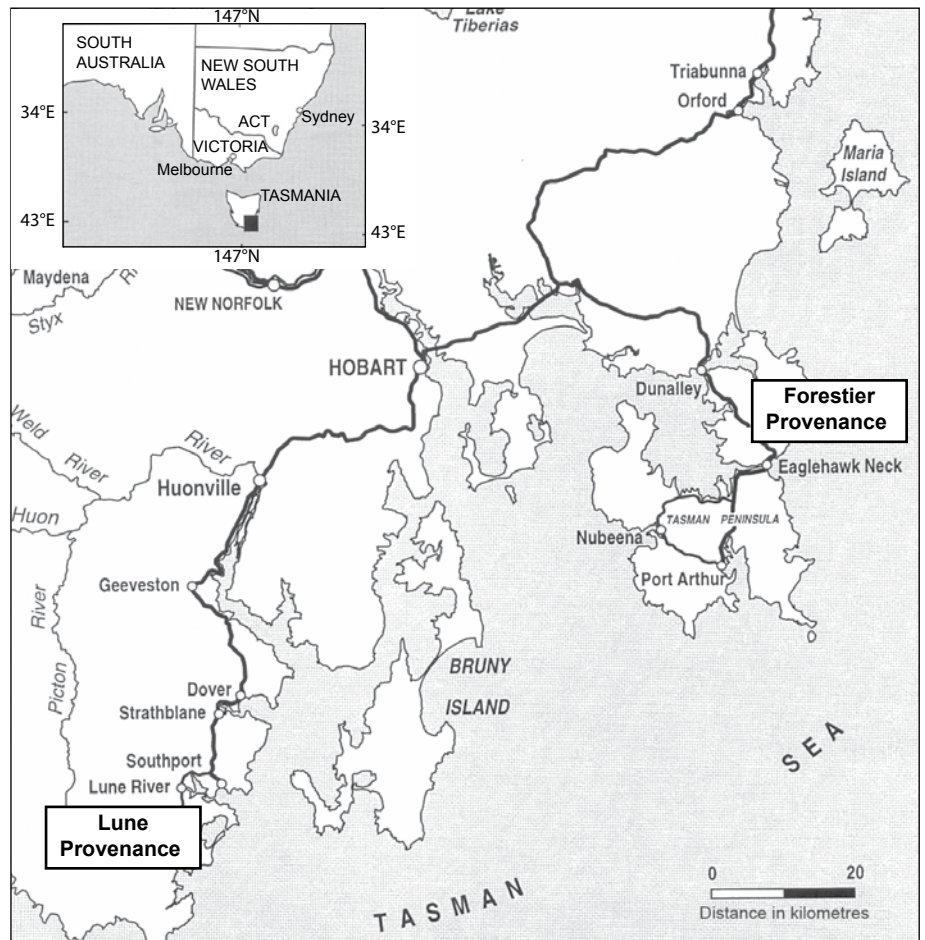 147°N
SOUTH
AUSTRALIA
NEW SOUTH
WALES
34°E
ACT
Sydney
34°E
VICTORIA
Melbourne
TASMANIA
43°E
43°E
147°N
Lake
Tiberias
Triabunna
Orford
Maria
Island
Maydena
R
Styx
NEW NORFOLK
HOBART
Dunalley
Forestier
Provenance
Weld
River
River
Huonville
Eaglehawk Neck
Huon
TASMAN PENINSULA
Nubeena
Port Arthur
Geeveston
River
Picton
BRUNY
ISLAND
Dover
Strathblane
Southport
Lune River
Lune
Provenance
TASMAN
SEA
0 20
Distance in kilometres